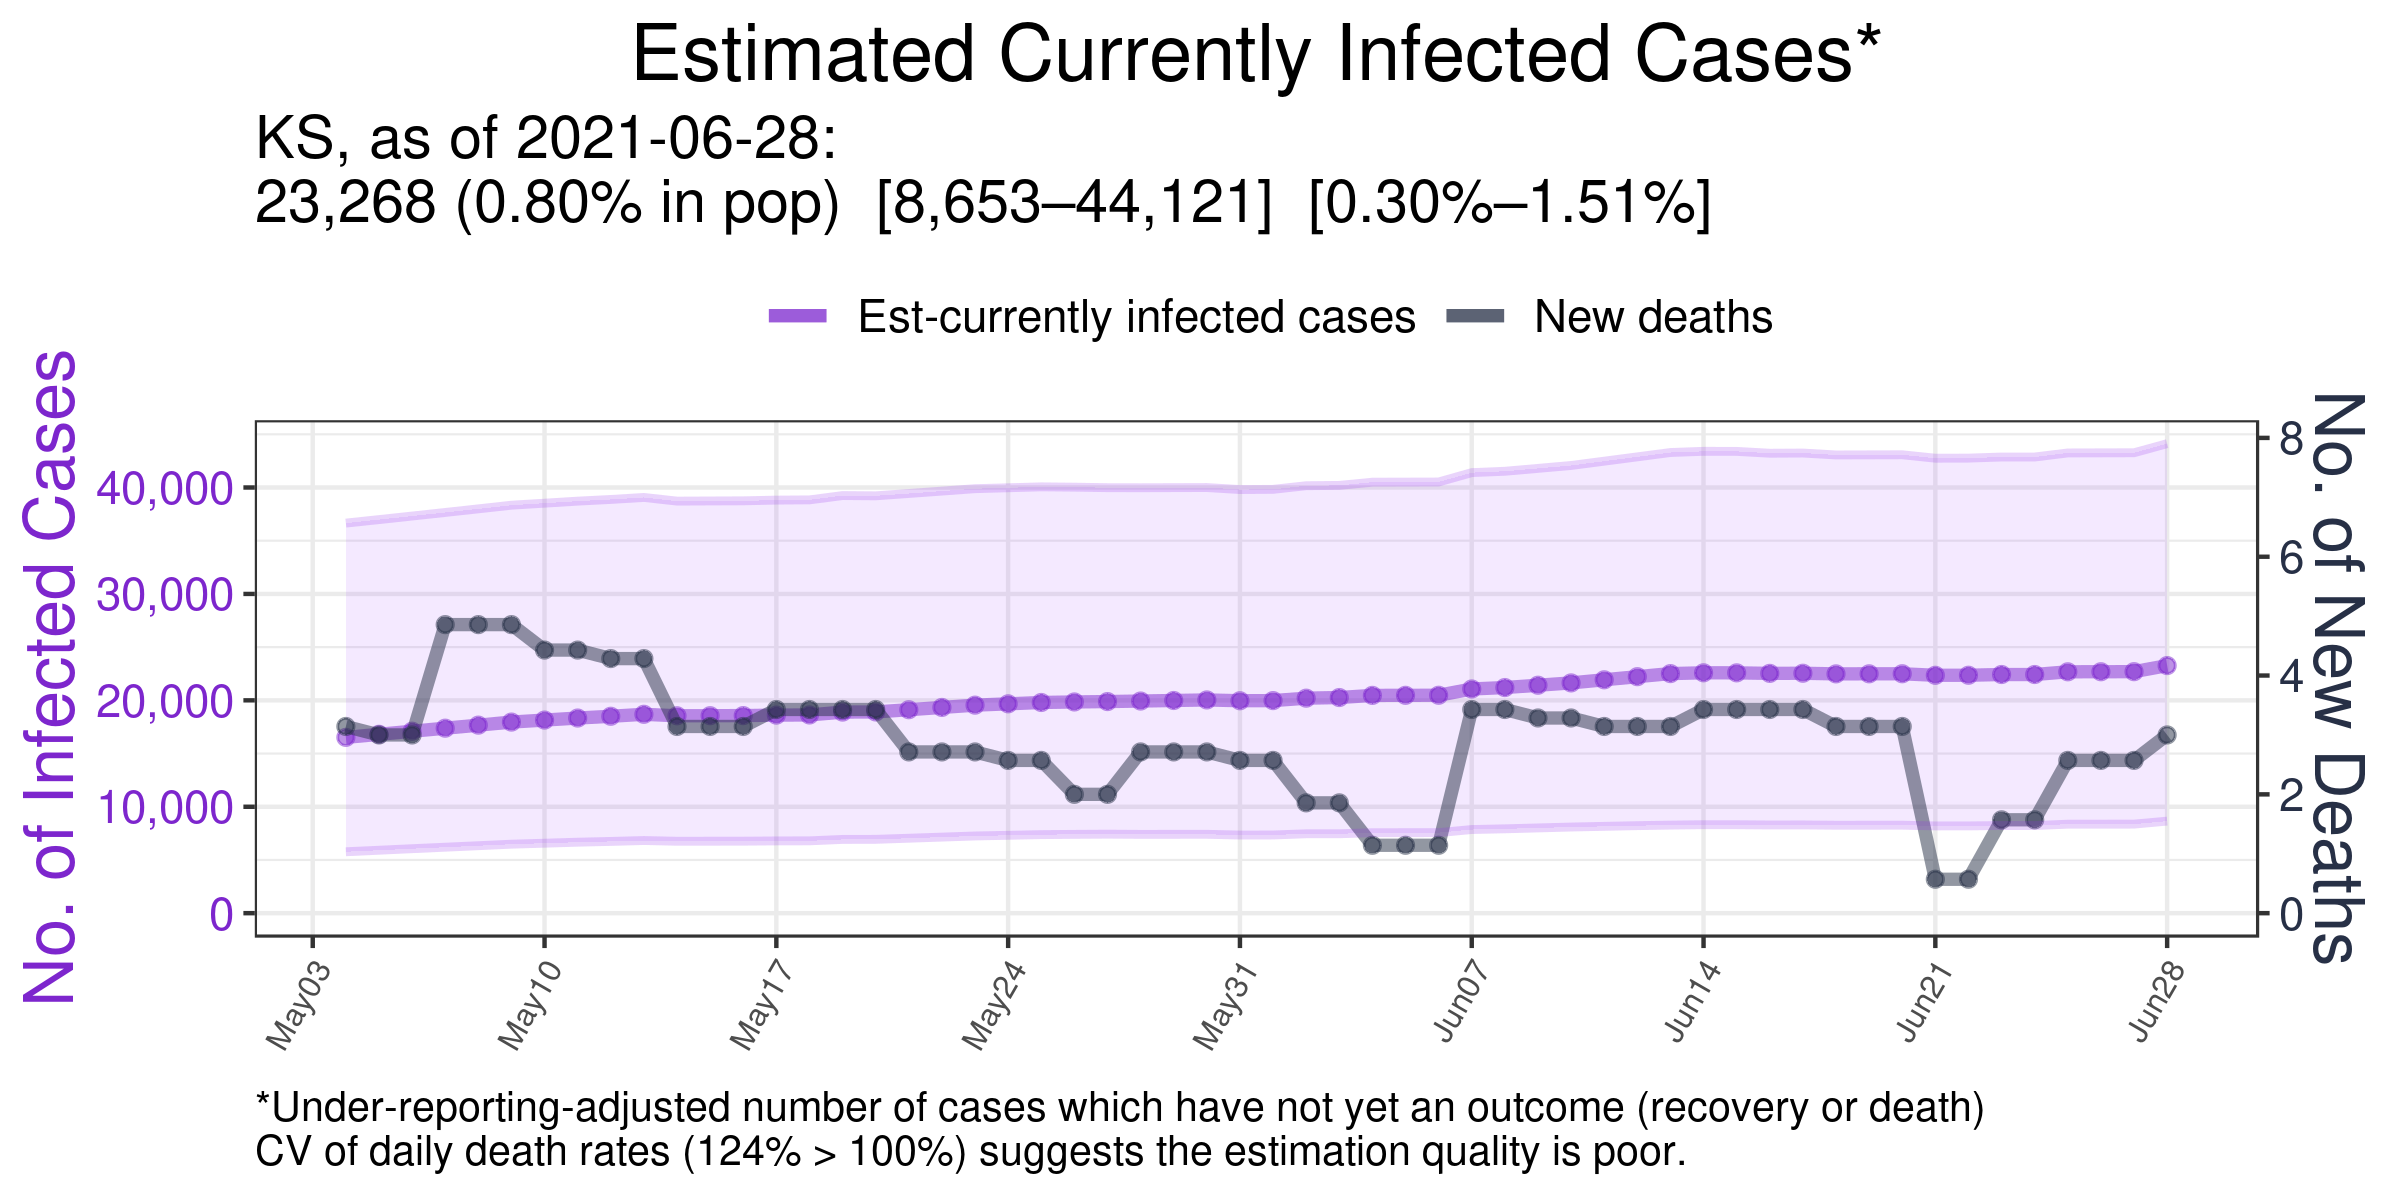 Estimated Currently Infected Cases*
KS, as of 2021-06-28:
23,268 (0.80% in pop)  [8,653–44,121]  [0.30%–1.51%]
Est-currently infected cases
New deaths
No. of Infected Cases
40,000
30,000
20,000
10,000
0
8
6
4
2
0
No. of New Deaths
May03
May10
May17
May24
May31
Jun07
Jun14
Jun21
Jun28
*Under-reporting-adjusted number of cases which have not yet an outcome (recovery or death)
CV of daily death rates (124% > 100%) suggests the estimation quality is poor.